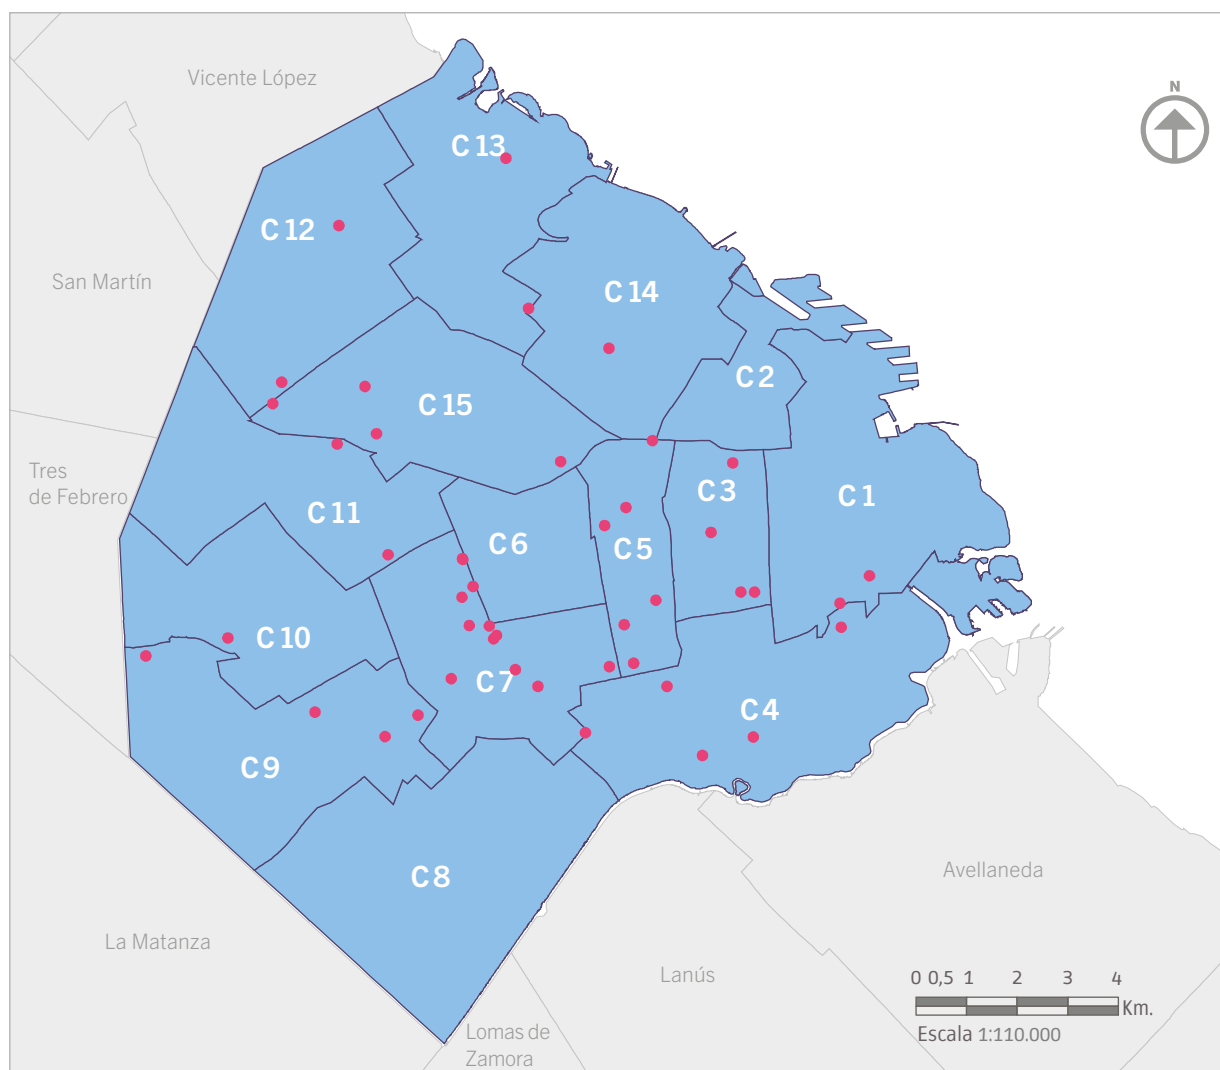 Vicente López
N
C 13
C 12
San Martín
C 14
C 2
C 15
Tres
de Febrero
C 11
C 3
C 1
C 6
C 5
C 10
C 7
C 4
C 9
C 8
Avellaneda
La Matanza
Lanús
0 0,5 1 2 3 4
Km.
Escala 1:110.000
Lomas de
Zamora